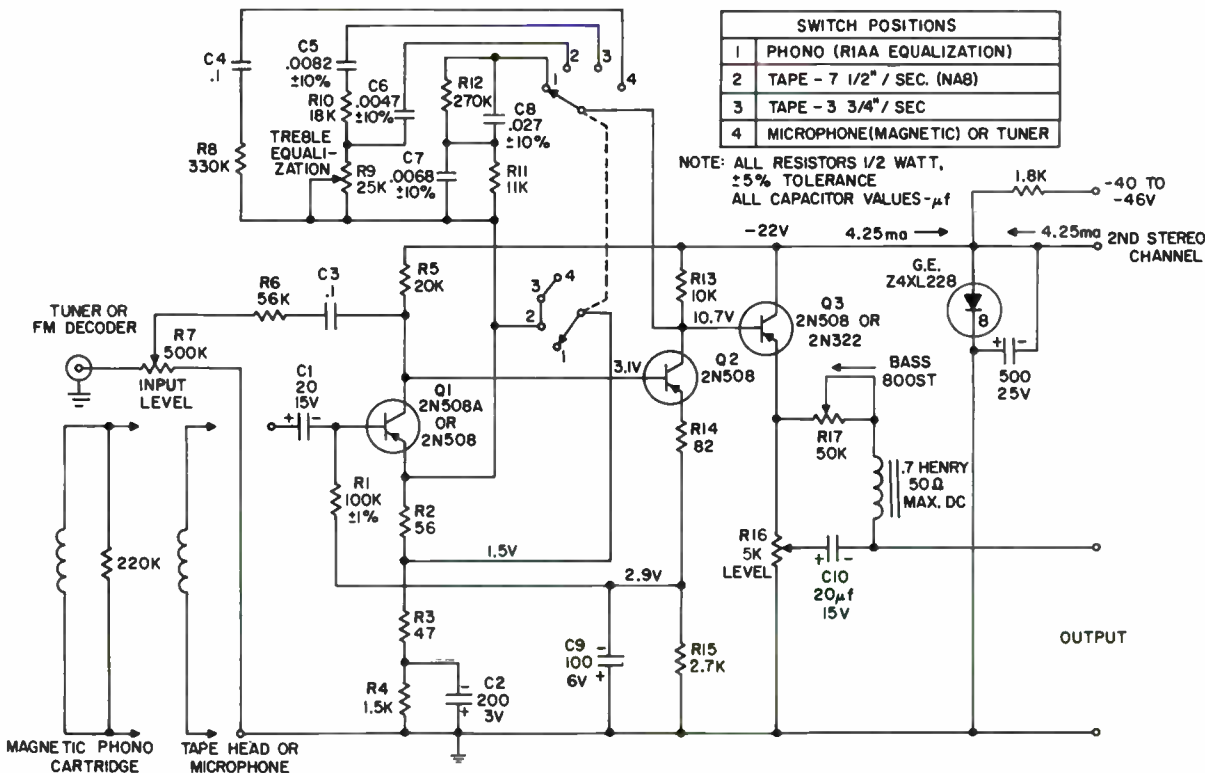 SWITCH POSITIONS
1 PHONO (RIAA EQUALIZATION)
2 TAPE - 7 1/2" / SEC. (NAB)
3 TAPE - 3 3/4" / SEC
4 MICROPHONE(MAGNETIC) OR TUNER
NOTE: ALL RESISTORS 1/2 WATT,
±5% TOLERANCE
ALL CAPACITOR VALUES-μf
C4
.1
C5
.0082
±10%
R10
18K
C6
.0047
±10%
R12
270K
C8
.027
±10%
1
2
3
4
R8
330K
TREBLE
EQUALI-
ZATION
R9
25K
C7
.0068
±10%
R11
11K
1.8K
-40 TO
-46V
-22V
4.25ma
4.25ma
2ND STEREO
CHANNEL
R5
20K
R13
10K
G.E.
Z4XL22B
8
500
25V
TUNER OR
FM DECODER
R7
500K
INPUT
LEVEL
R6
56K
C3
.1
4
3
2
1
10.7V
Q3
2N508 OR
2N322
3.1V
Q2
2N508
BASS
BOOST
R17
50K
C1
20
15V
Q1
2N508A
OR
2N508
R14
82
.7 HENRY
50Ω
MAX. DC
R1
100K
±1%
R2
56
1.5V
2.9V
R16
5K
LEVEL
C10
20μf
15V
220K
R3
47
C9
100
6V
R15
2.7K
OUTPUT
R4
1.5K
C2
200
3V
MAGNETIC PHONO
CARTRIDGE
TAPE HEAD OR
MICROPHONE